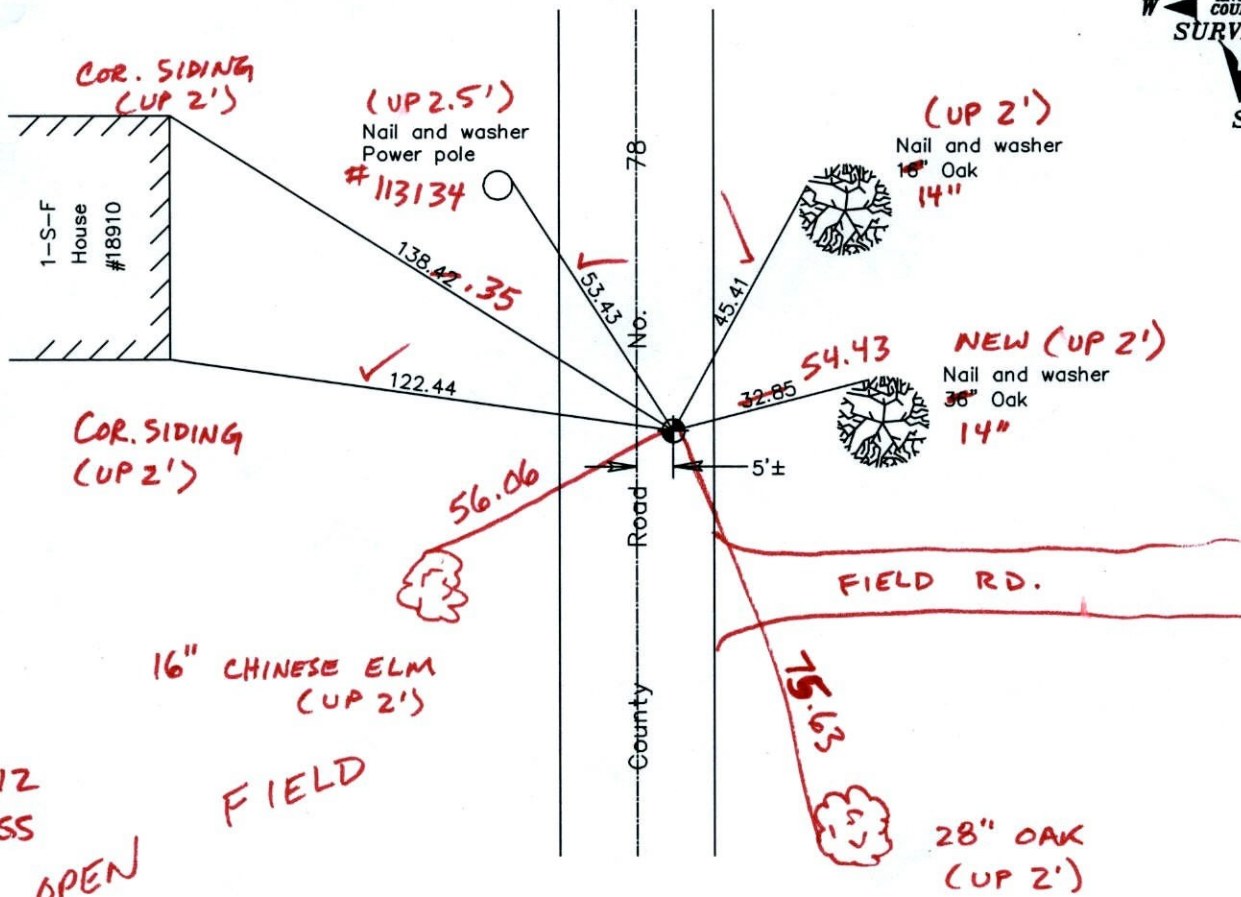 W
COR. SIDING
(UP 2')
(UP 2.5')
Nail and washer
Power pole
# 113134
(UP 2')
Nail and washer
16" Oak
14"
1-S-F
House
#18910
138.42 .35
53.43
45.41
122.44
32.85 54.43
NEW (UP 2')
Nail and washer
36" Oak
14"
COR. SIDING
(UP 2')
5'±
56.06
County Road No. 78
FIELD RD.
16" CHINESE ELM
(UP 2')
75.63
28" OAK
(UP 2')
OPEN FIELD